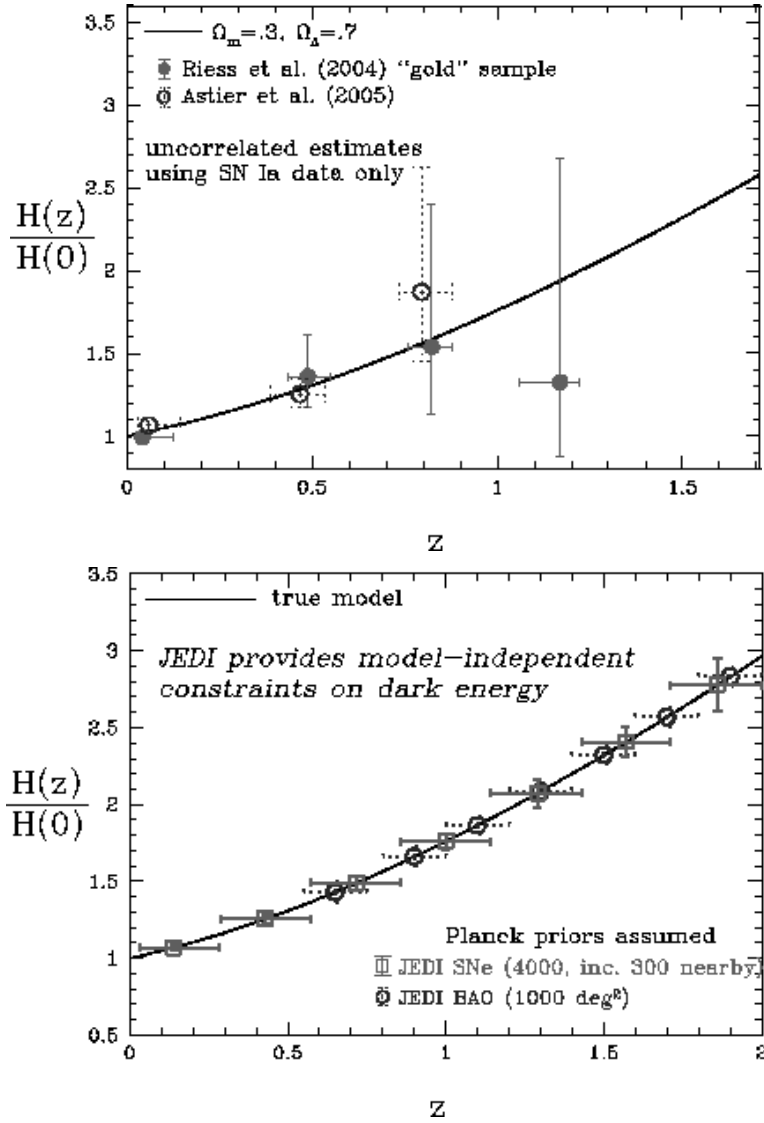 3.5
Ωm=.3, ΩΛ=.7
Riess et al. (2004) "gold" sample
Astier et al. (2005)
3
uncorrelated estimates
using SN Ia data only
2.5
H(z)
H(0)
2
1.5
1
0
0.5
1
1.5
z
3.5
true model
3
JEDI provides model-independent
constraints on dark energy
2.5
H(z)
H(0)
2
1.5
1
Planck priors assumed
JEDI SNe (4000, inc. 300 nearby)
JEDI BAO (1000 deg²)
0.5
0
0.5
1
1.5
2
z